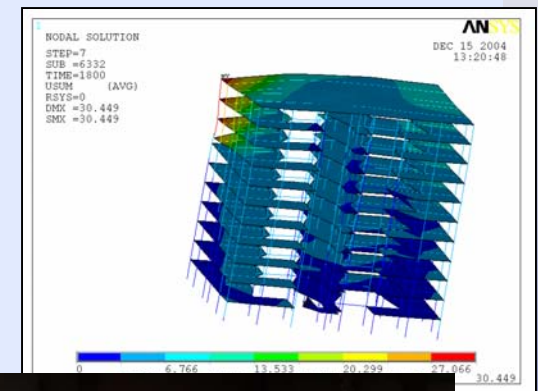 1
ANSYS
NODAL SOLUTION
DEC 15 2004
13:20:48
STEP=7
SUB =6332
TIME=1800
USUM (AVG)
RSYS=0
DMX =30.449
SMX =30.449
0 6.766 13.533 20.299 27.066
30.449